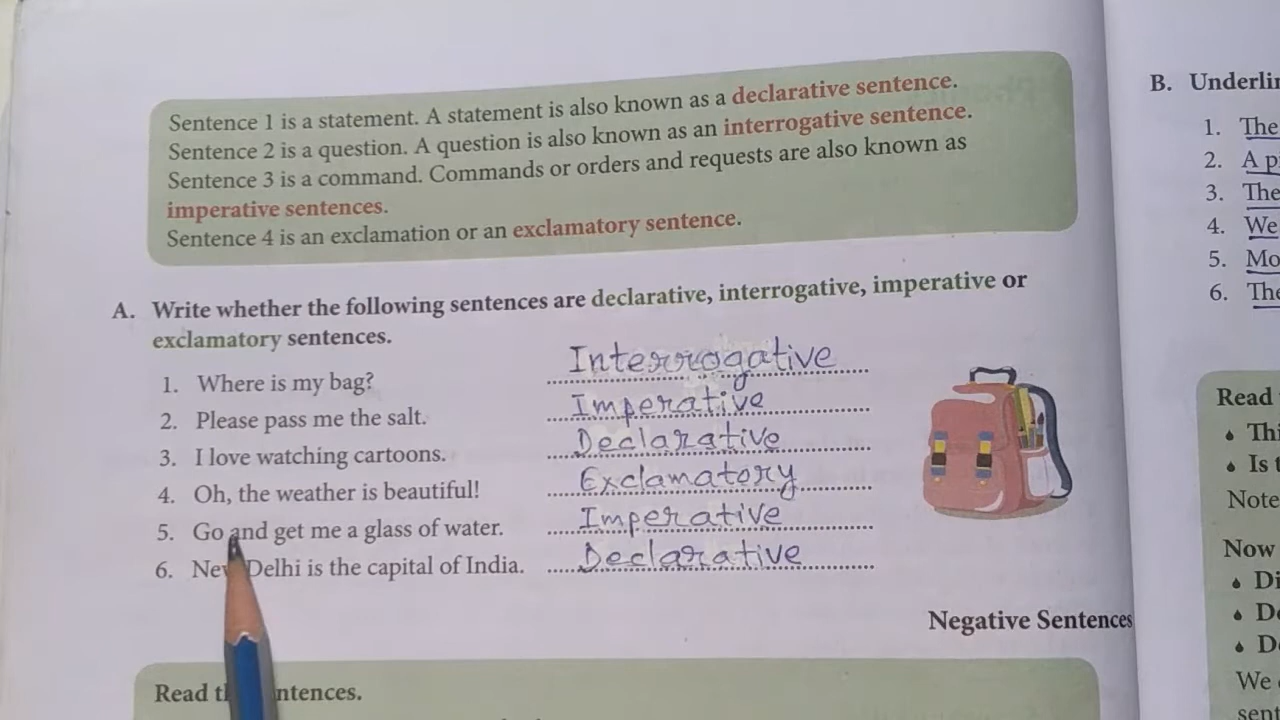 Sentence 1 is a statement. A statement is also known as a declarative sentence.
Sentence 2 is a question. A question is also known as an interrogative sentence.
Sentence 3 is a command. Commands or orders and requests are also known as
imperative sentences.
Sentence 4 is an exclamation or an exclamatory sentence.
A. Write whether the following sentences are declarative, interrogative, imperative or
exclamatory sentences.
1. Where is my bag? Interrogative
2. Please pass me the salt. Imperative
3. I love watching cartoons. Declarative
4. Oh, the weather is beautiful! Exclamatory
5. Go and get me a glass of water. Imperative
6. New Delhi is the capital of India. Declarative
Negative Sentences
Read
B.
1. The
2. A
3. The
4. We
5.
6. The
Read
Is
Note
Now
We